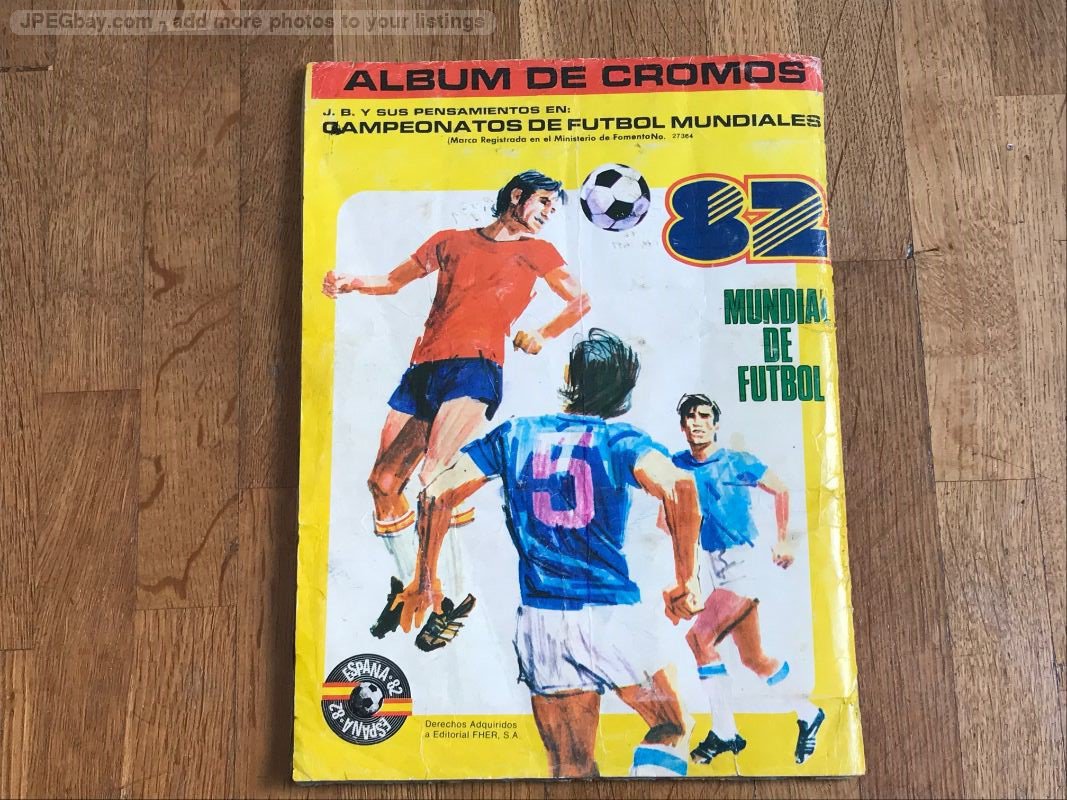 JPEGbay.com - add more photos to your listings
ALBUM DE CROMOS
J. B. Y SUS PENSAMIENTOS EN:
CAMPEONATOS DE FUTBOL MUNDIALES
(Marca Registrada en el Ministerio de Fomento No. 27364
82
MUNDIAL
DE
FUTBOL
5
ESPAÑA·82
ESPAÑA·82
Derechos Adquiridos
a Editorial FHER, S.A.